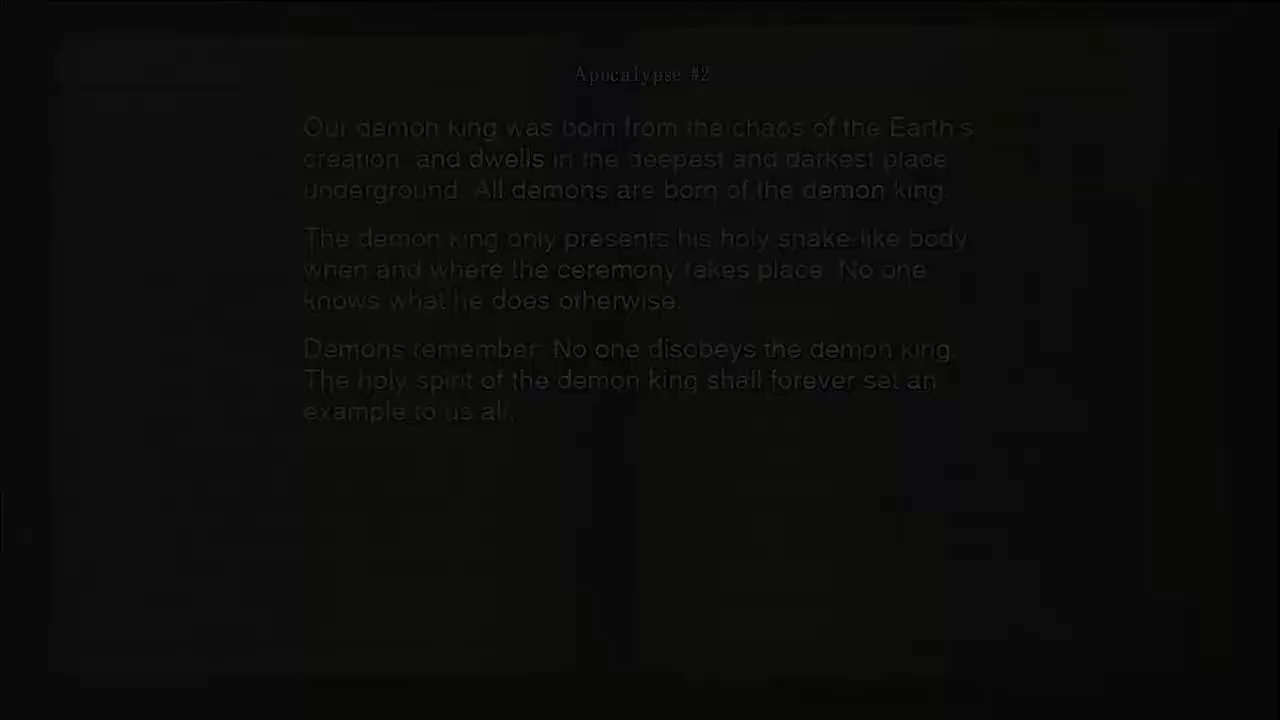 Apocalypse #2
Our demon king was born from the chaos of the Earth's
creation, and dwells in the deepest and darkest place
underground. All demons are born of the demon king.
The demon king only presents his holy snake-like body
when and where the ceremony takes place. No one
knows what he does otherwise.
Demons remember: No one disobeys the demon king.
The holy spirit of the demon king shall forever set an
example to us all.